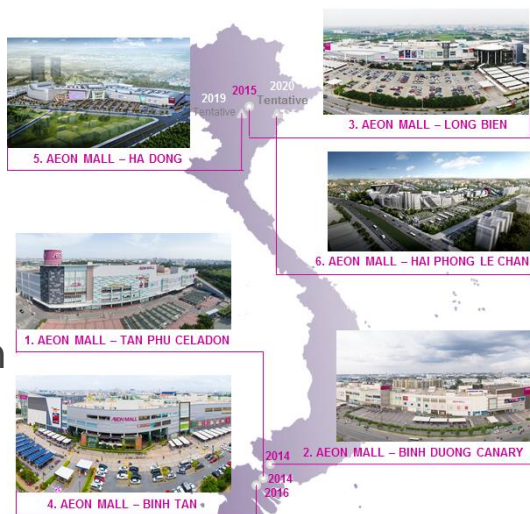 2020
2015
Tentative
2019
Tentative
3. AEON MALL – LONG BIEN
5. AEON MALL – HA DONG
6. AEON MALL – HAI PHONG LE CHAN
1. AEON MALL – TAN PHU CELADON
AEON MALL
2014
2. AEON MALL – BINH DUONG CANARY
2014
2016
4. AEON MALL – BINH TAN